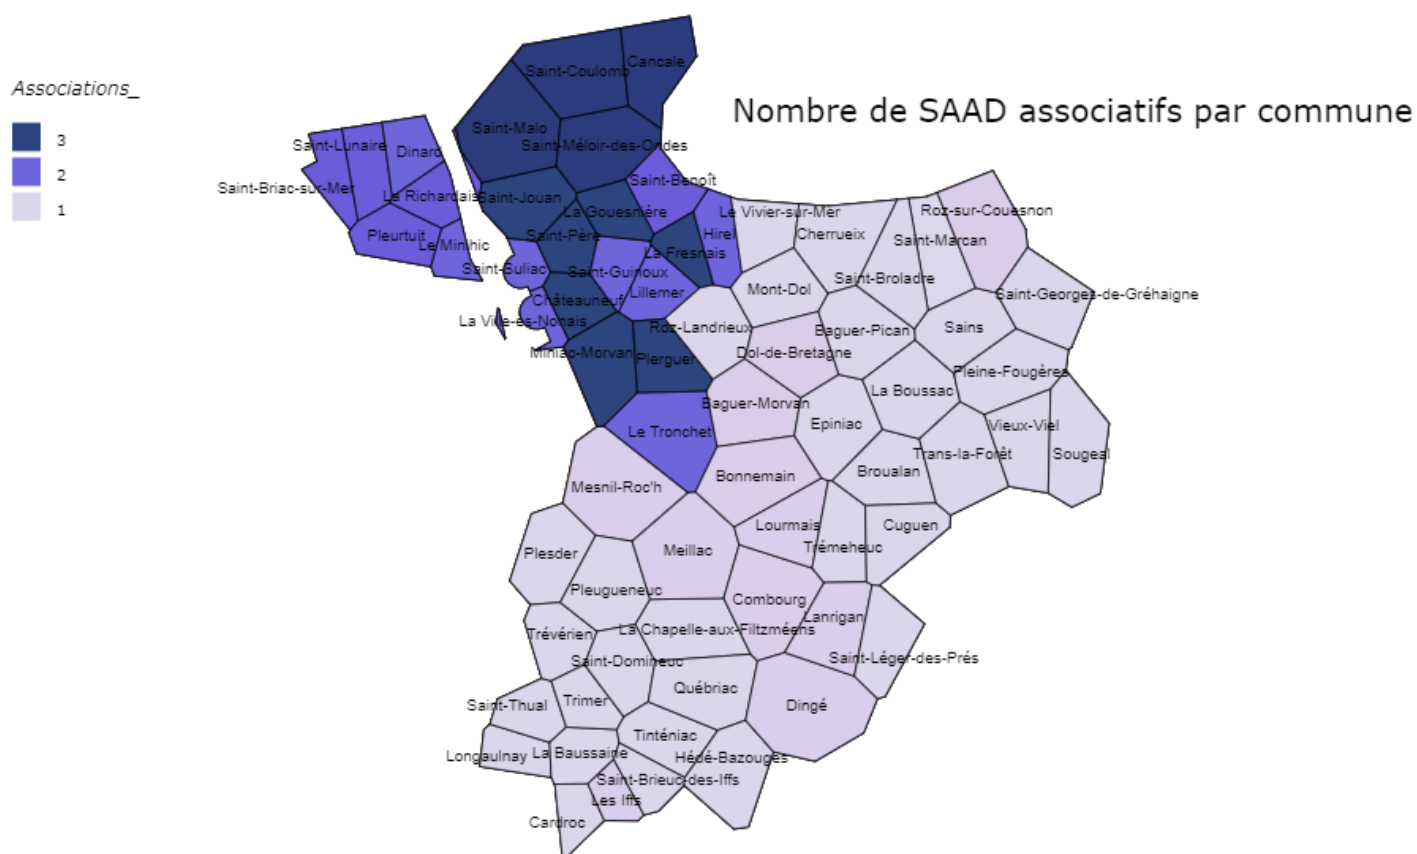 Associations_
3
2
1
Nombre de SAAD associatifs par commune
Cancale
Saint-Coulomb
Saint-Malo
Saint-Méloir-des-Ondes
Saint-Lunaire
Dinard
Saint-Briac-sur-Mer
La Richardais
Saint-Benoît
Saint-Jouan
La Gouesnière
Le Vivier-sur-Mer
Roz-sur-Couesnon
Pleurtuit
Le Minihic
Saint-Père
Hirel
Cherrueix
Saint-Marcan
La Fresnais
Saint-Suliac
Saint-Guinoux
Saint-Broladre
Lillemer
Mont-Dol
Saint-Georges-de-Gréhaigne
Châteauneuf
La Ville-ès-Nonais
Roz-Landrieux
Baguer-Pican
Sains
Miniac-Morvan
Plerguer
Dol-de-Bretagne
Pleine-Fougères
La Boussac
Baguer-Morvan
Epiniac
Vieux-Viel
Le Tronchet
Trans-la-Forêt
Sougeal
Broualan
Bonnemain
Mesnil-Roc'h
Lourmais
Cuguen
Trémeheuc
Plesder
Meillac
Pleugueneuc
Combourg
Lanrigan
La Chapelle-aux-Filtzméens
Trévérien
Saint-Domineuc
Saint-Léger-des-Prés
Québriac
Trimer
Saint-Thual
Dingé
Tinténiac
La Baussaine
Longaulnay
Hédé-Bazouges
Saint-Brieuc-des-Iffs
Les Iffs
Cardroc